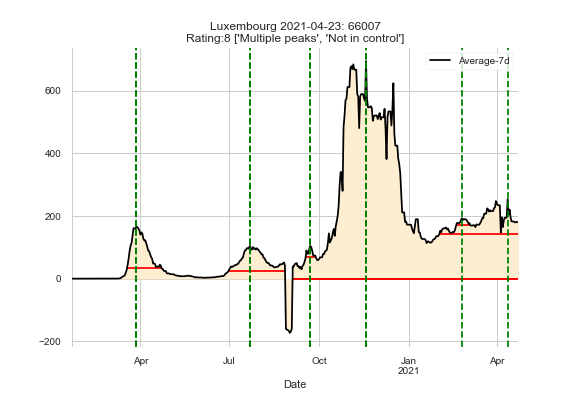 Luxembourg 2021-04-23: 66007
Rating:8 ['Multiple peaks', 'Not in control']
Average-7d
600
400
200
0
−200
Apr
Jul
Oct
Jan
2021
Apr
Date